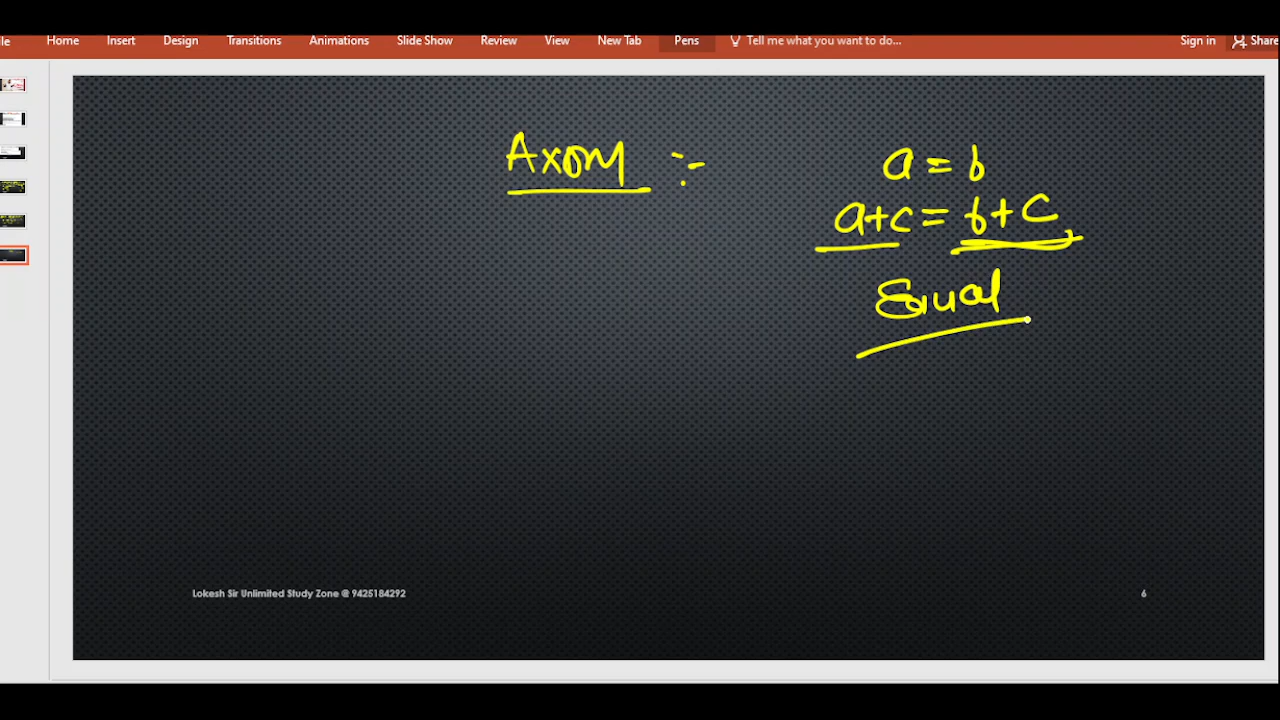 le Home Insert Design Transitions Animations Slide Show Review View New Tab Pens Tell me what you want to do... Sign in Share
Axom :- a = b
a+c = b+c
Equal
Lokesh Sir Unlimited Study Zone @ 9425184292 6